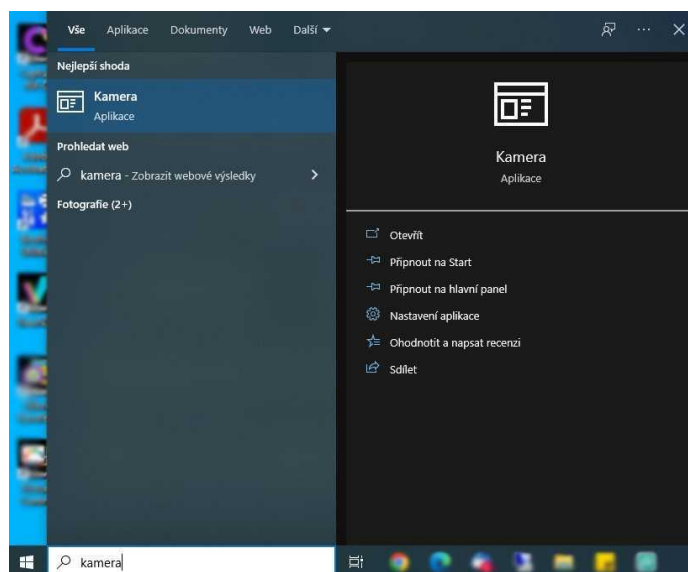 Vše Aplikace Dokumenty Web Další
Nejlepší shoda
Kamera
Aplikace
Prohledat web
kamera - Zobrazit webové výsledky
Fotografie (2+)
Kamera
Aplikace
Otevřít
Připnout na Start
Připnout na hlavní panel
Nastavení aplikace
Ohodnotit a napsat recenzi
Sdílet
kamera